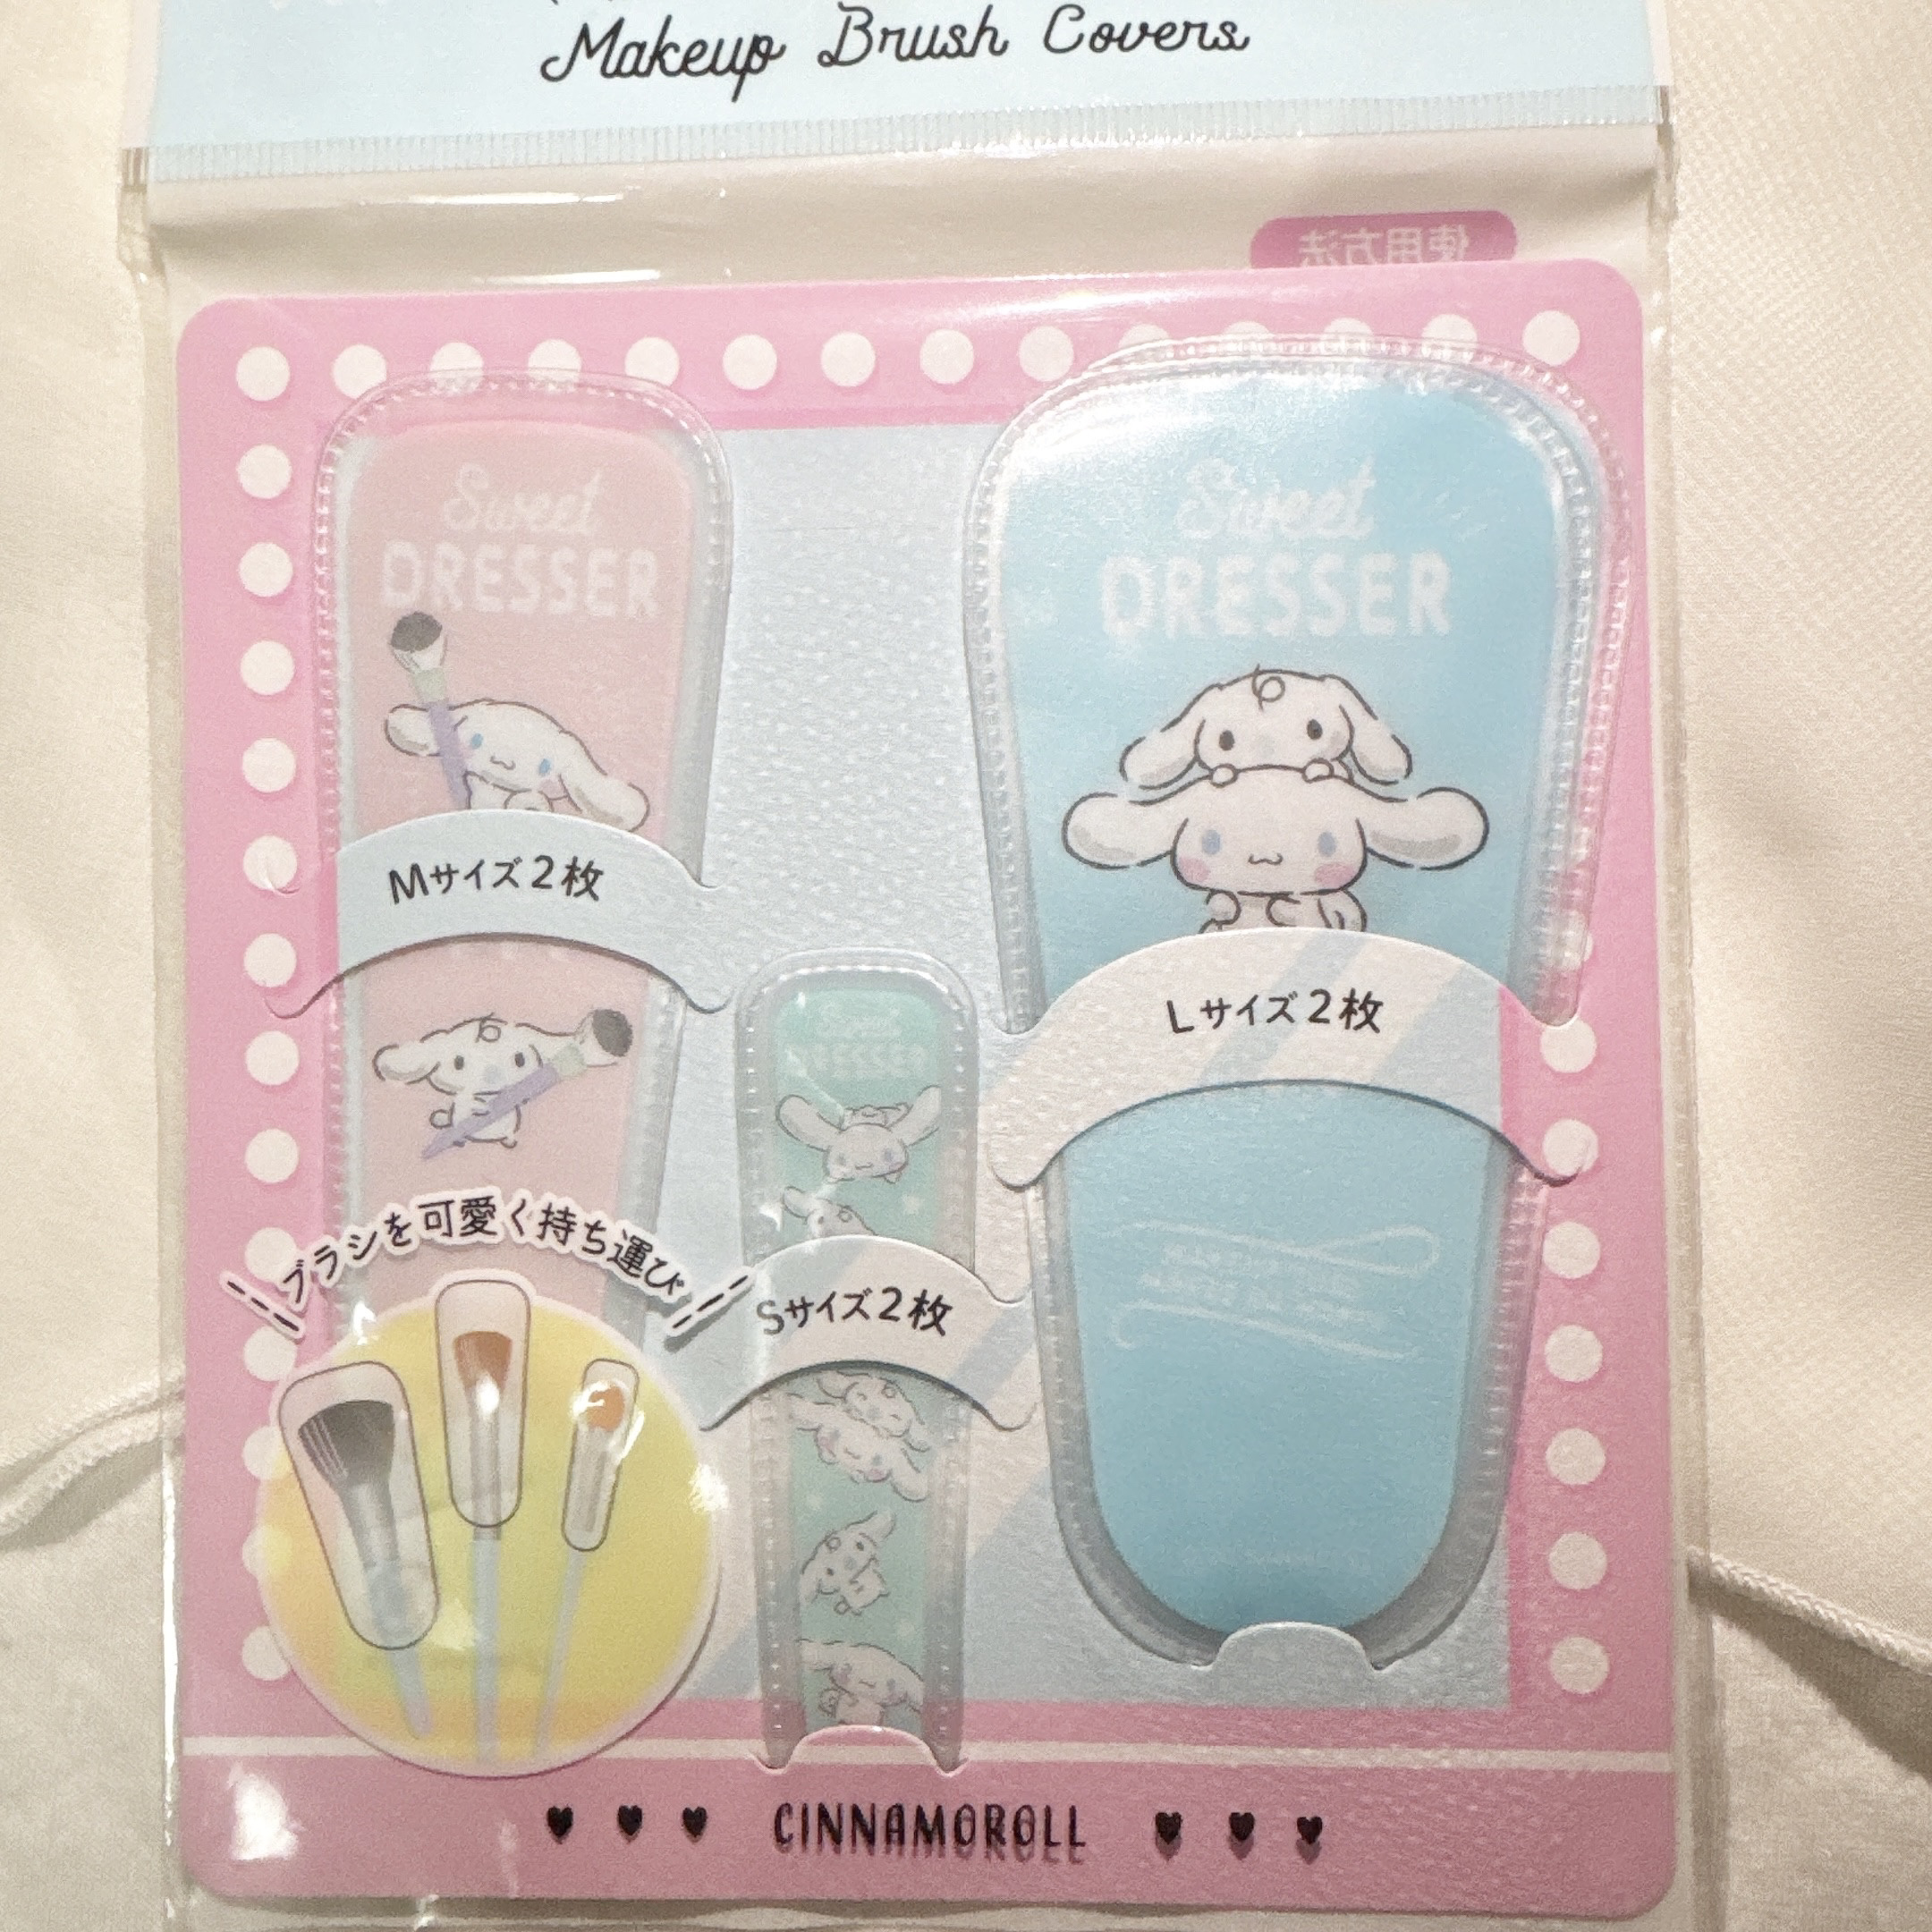 Makeup Brush Covers
使用方法
Sweet
DRESSER
Sweet
DRESSER
Mサイズ2枚
Lサイズ2枚
Sweet
DRESSER
ブラシを可愛く持ち運び
Sサイズ2枚
CINNAMOROLL